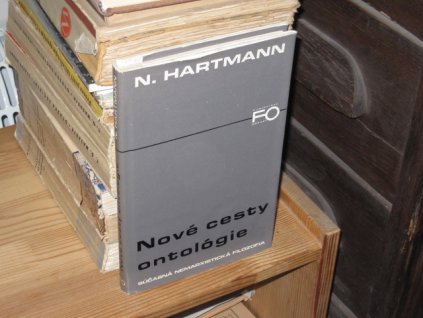 N. HARTMANN
FO
Nové cesty
ontológie
SÚČASNÁ NEMARXISTICKÁ FILOZOFIA